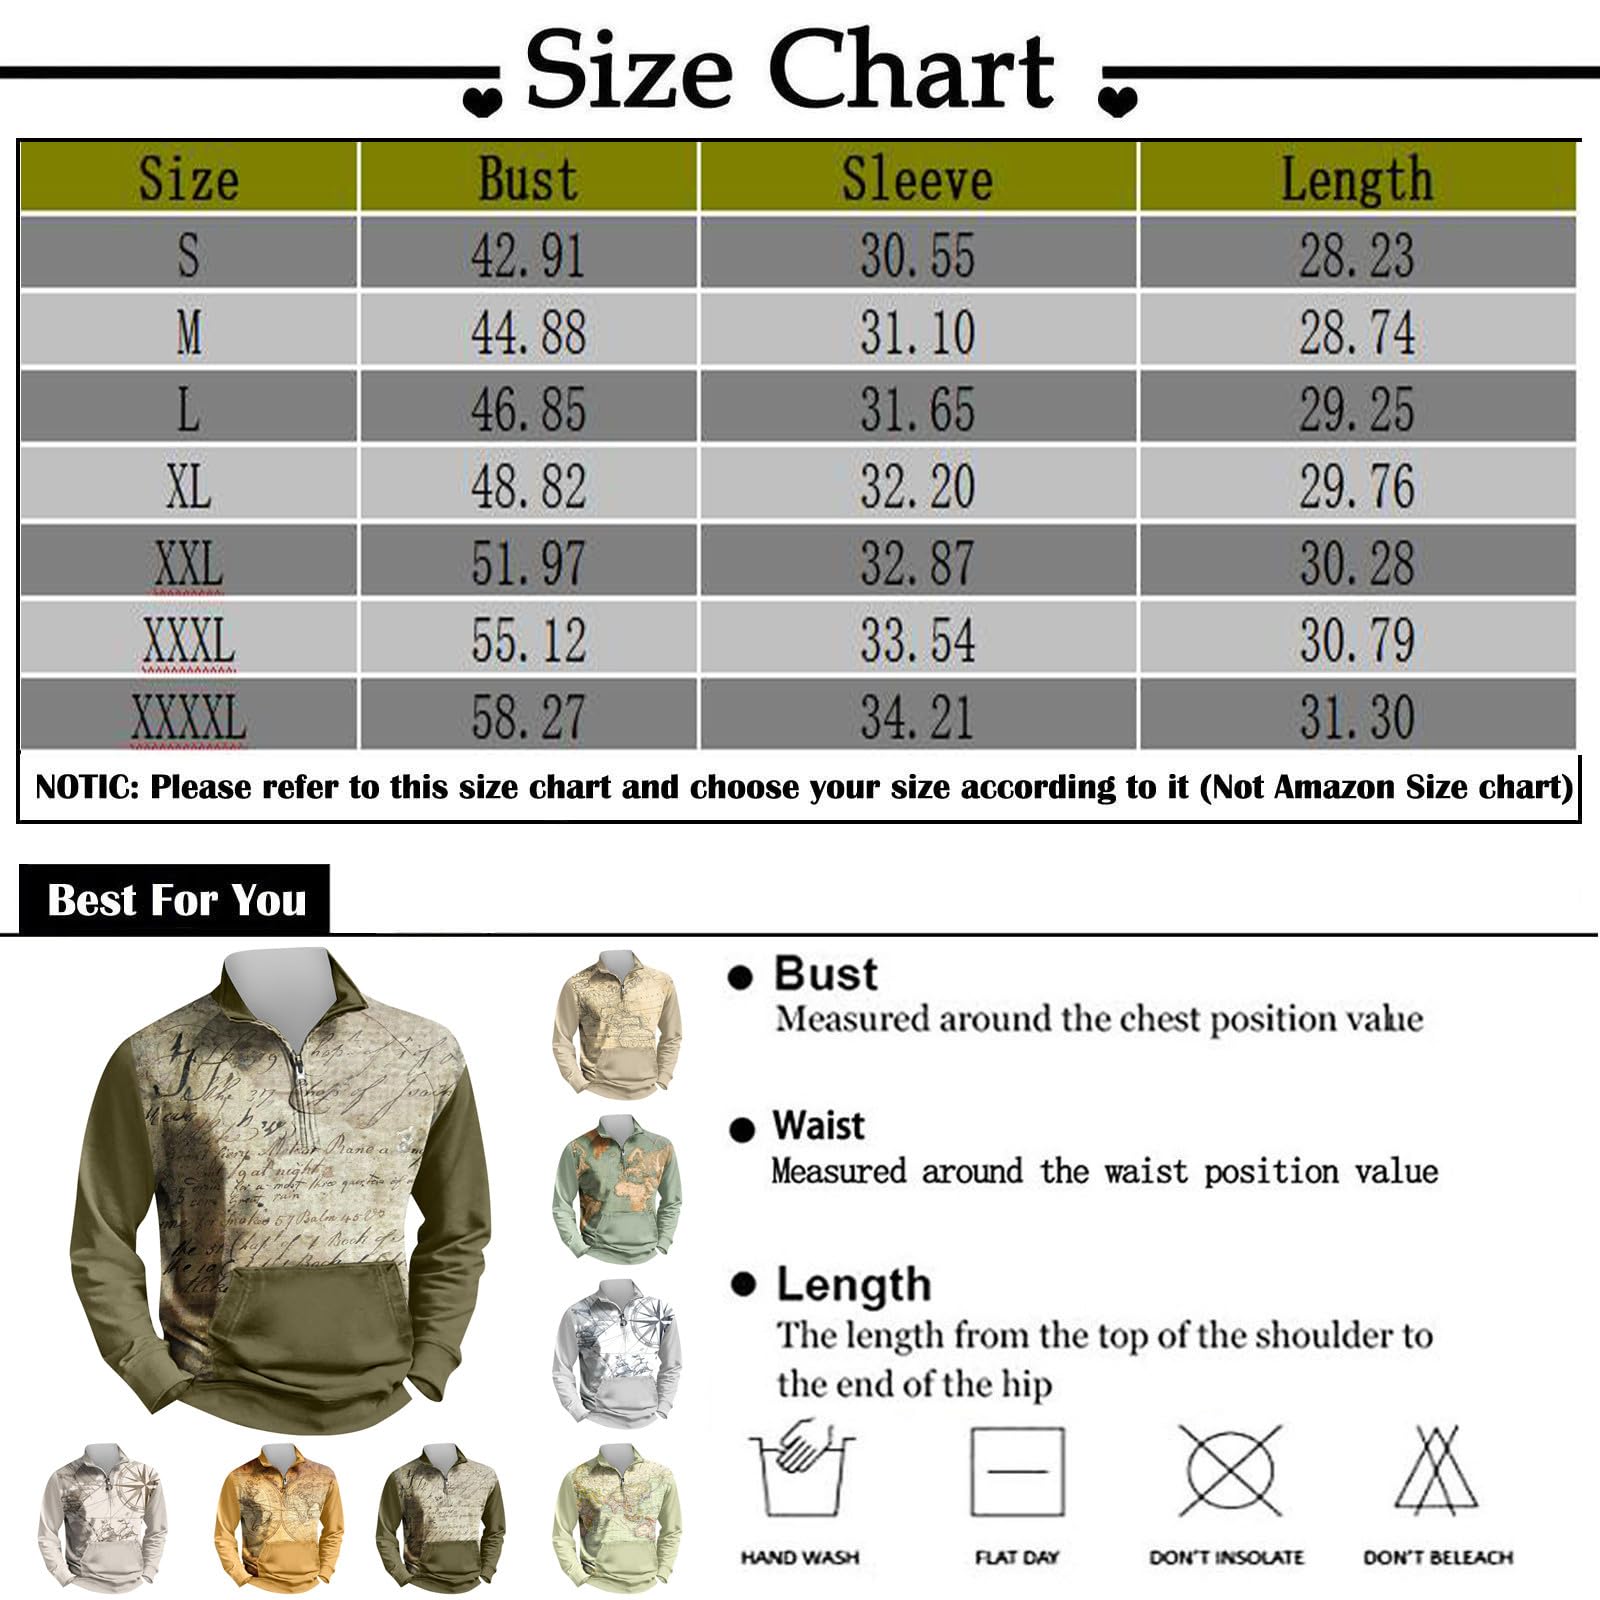 Size Chart
Size Bust Sleeve Length
S 42.91 30.55 28.23
M 44.88 31.10 28.74
L 46.85 31.65 29.25
XL 48.82 32.20 29.76
XXL 51.97 32.87 30.28
XXXL 55.12 33.54 30.79
XXXXL 58.27 34.21 31.30
NOTIC: Please refer to this size chart and choose your size according to it (Not Amazon Size chart)
Best For You
Bust
Measured around the chest position value
Waist
Measured around the waist position value
Length
The length from the top of the shoulder to
the end of the hip
HAND WASH
FLAT DAY
DON'T INSOLATE
DON'T BELEACH